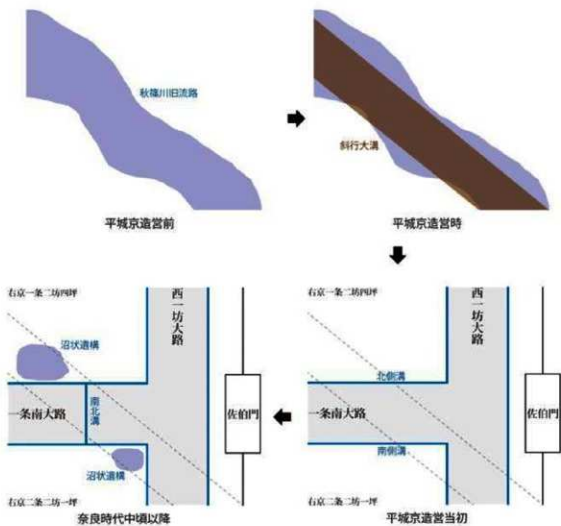 秋篠川旧流路
平城京造営前
斜行大溝
平城京造営時
右京一条二坊四坪
西一坊大路
北側溝
一条南大路
佐伯門
南側溝
右京二条二坊一坪
平城京造営当初
右京一条二坊四坪
西一坊大路
沼状遺構
南北溝
一条南大路
佐伯門
沼状遺構
右京二条二坊一坪
奈良時代中頃以降